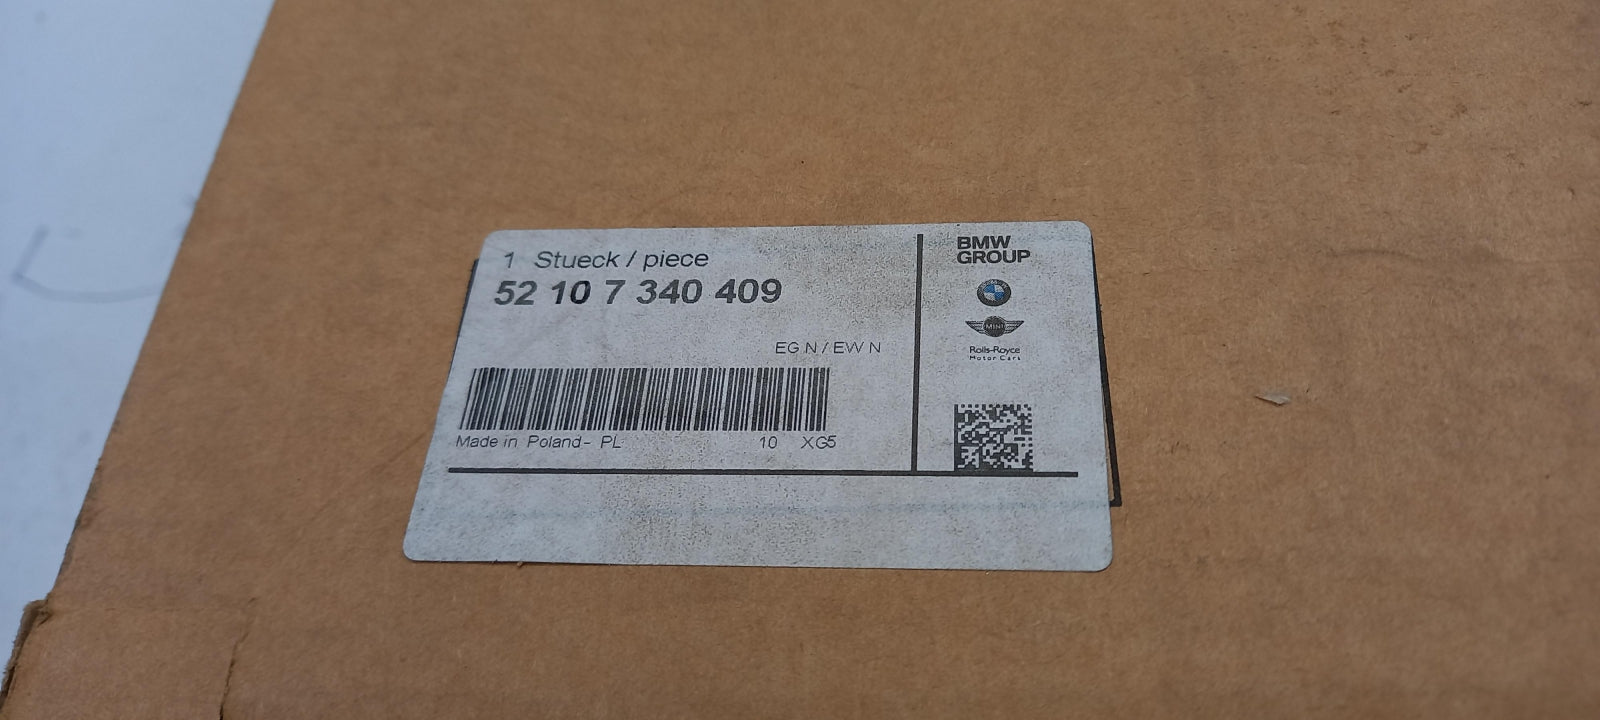 1 Stueck / piece
52 10 7 340 409
EG N / EW N
Made in Poland- PL 10 XG5
BMW
GROUP
MINI
Rolls-Royce
Motor Cars